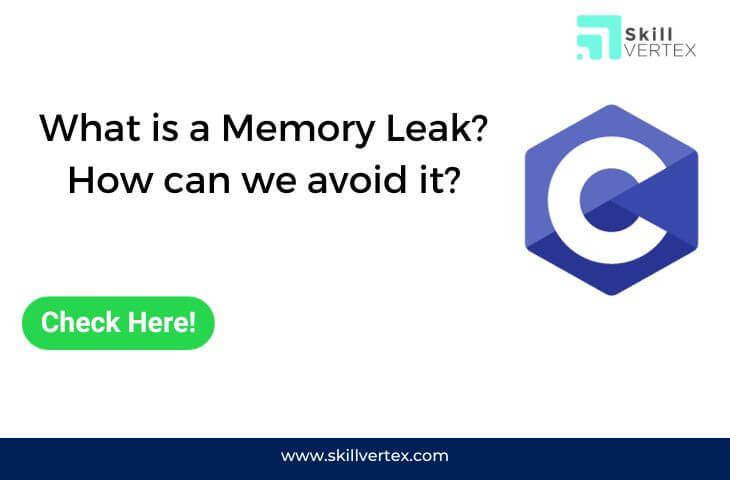 Skill
VERTEX
What is a Memory Leak?
How can we avoid it?
C
Check Here!
www.skillvertex.com